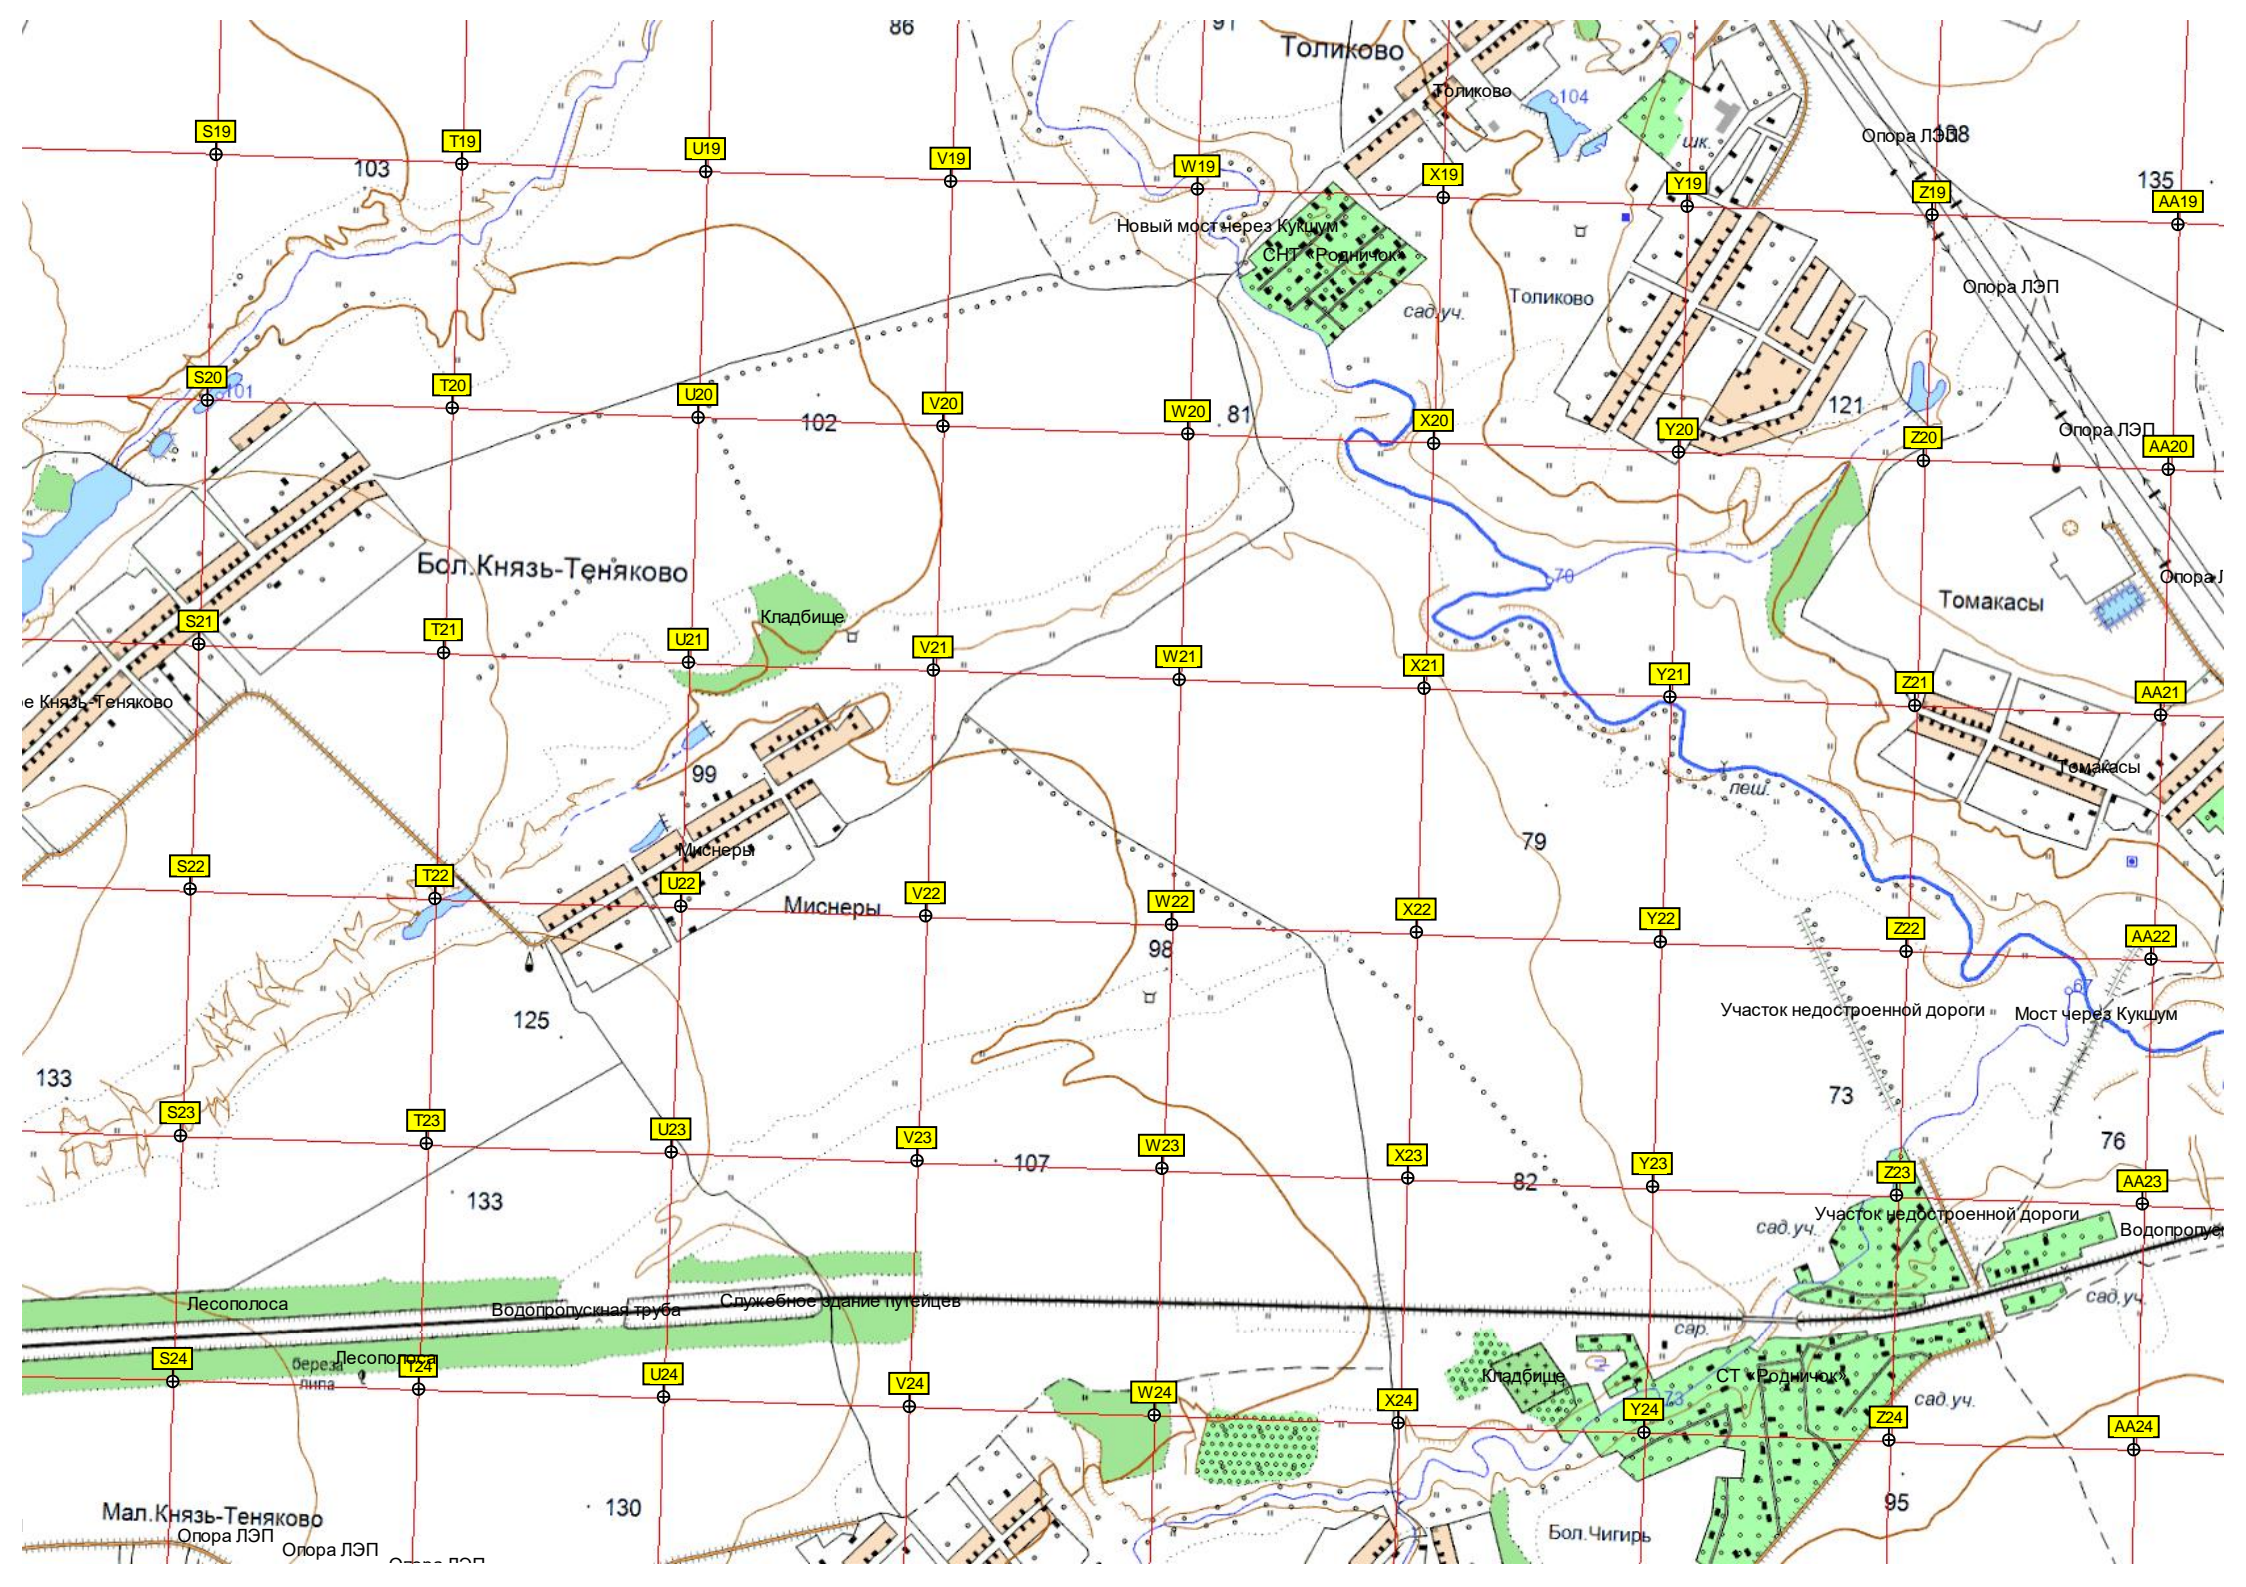 86
91
Толиково
Толиково
104
шк.
Опора ЛЭП
S19
T19
U19
V19
W19
X19
Y19
Z19
AA19
103
135
Новый мост через Кукшум
СНТ «Родничок»
сад.уч.
Толиково
Опора ЛЭП
S20
T20
U20
V20
W20
X20
Y20
Z20
AA20
101
102
81
121
Опора ЛЭП
Бол.Князь-Теняково
70
Опора Л
Кладбище
Томакасы
S21
T21
U21
V21
W21
X21
Y21
Z21
AA21
е Князь-Теняково
99
Томакасы
пеш.
79
Миснеры
S22
T22
U22
V22
W22
X22
Y22
Z22
AA22
Миснеры
98
67
125
Участок недостроенной дороги
Мост через Кукшум
133
73
S23
T23
U23
V23
W23
X23
Y23
Z23
AA23
76
107
82
133
сад.уч.
Участок недостроенной дороги
Водопропус
Лесополоса
Водопропускная труба
Служебное здание путейцев
сад.уч.
сар.
береза
липа
Лесополоса
Кладбище
СТ «Родничок»
S24
T24
U24
V24
W24
X24
Y24
Z24
AA24
73
сад.уч.
95
Мал.Князь-Теняково
130
Бол.Чигирь
Опора ЛЭП
Опора ЛЭП
Опора ЛЭП